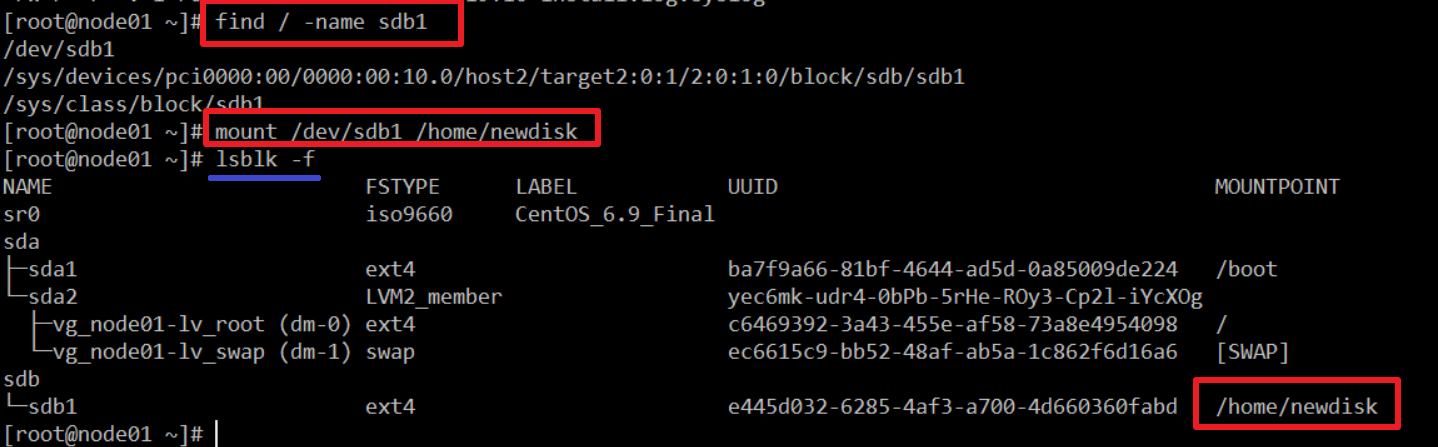 [root@node01 ~]# find / -name sdb1
/dev/sdb1
/sys/devices/pci0000:00/0000:00:10.0/host2/target2:0:1/2:0:1:0/block/sdb/sdb1
/sys/class/block/sdb1
[root@node01 ~]# mount /dev/sdb1 /home/newdisk
[root@node01 ~]# lsblk -f
NAME FSTYPE LABEL UUID MOUNTPOINT
sr0 iso9660 CentOS_6.9_Final
sda
├─sda1 ext4 ba7f9a66-81bf-4644-ad5d-0a85009de224 /boot
└─sda2 LVM2_member yec6mk-udr4-0bPb-5rHe-ROy3-Cp2l-iYcXOg
├─vg_node01-lv_root (dm-0) ext4 c6469392-3a43-455e-af58-73a8e4954098 /
└─vg_node01-lv_swap (dm-1) swap ec6615c9-bb52-48af-ab5a-1c862f6d16a6 [SWAP]
sdb
└─sdb1 ext4 e445d032-6285-4af3-a700-4d660360fabd /home/newdisk
[root@node01 ~]#